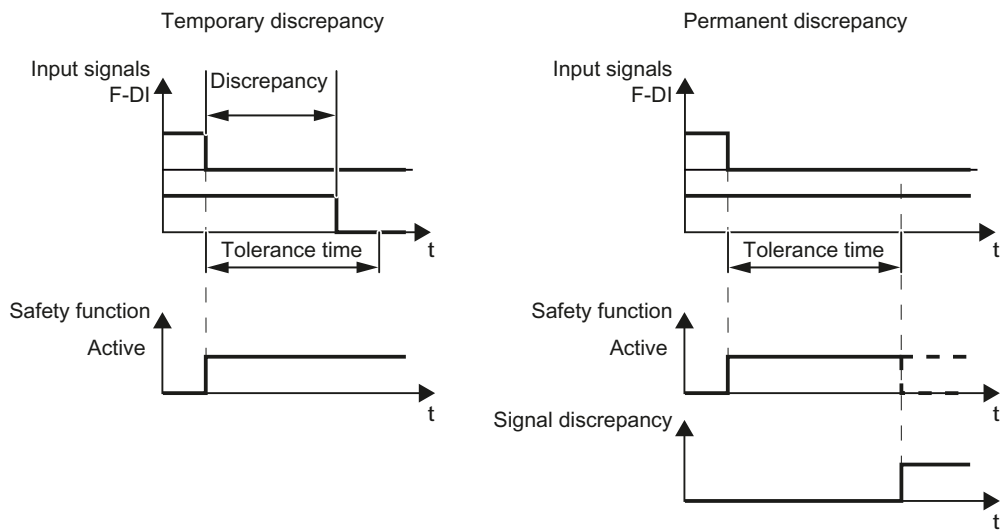 Temporary discrepancy
Input signals
F-DI
Discrepancy
t
Tolerance time
Safety function
Active
t
Permanent discrepancy
Input signals
F-DI
t
Tolerance time
Safety function
Active
t
Signal discrepancy
t